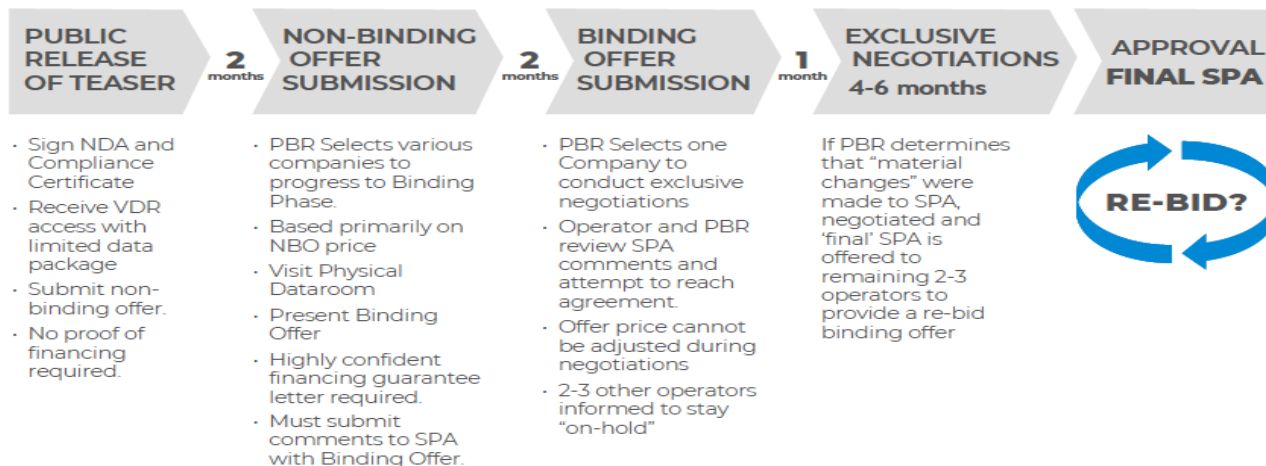 PUBLIC
RELEASE
OF TEASER
2
months
NON-BINDING
OFFER
SUBMISSION
2
months
BINDING
OFFER
SUBMISSION
1
month
EXCLUSIVE
NEGOTIATIONS
4-6 months
APPROVAL
FINAL SPA
· Sign NDA and
Compliance
Certificate
· Receive VDR
access with
limited data
package
· Submit non-
binding offer.
· No proof of
financing
required.
· PBR Selects various
companies to
progress to Binding
Phase.
· Based primarily on
NBO price
· Visit Physical
Dataroom
· Present Binding
Offer
· Highly confident
financing guarantee
letter required.
· Must submit
comments to SPA
with Binding Offer.
· PBR Selects one
Company to
conduct exclusive
negotiations
· Operator and PBR
review SPA
comments and
attempt to reach
agreement.
· Offer price cannot
be adjusted during
negotiations
· 2-3 other operators
informed to stay
"on-hold"
If PBR determines
that "material
changes" were
made to SPA,
negotiated and
'final' SPA is
offered to
remaining 2-3
operators to
provide a re-bid
binding offer
RE-BID?